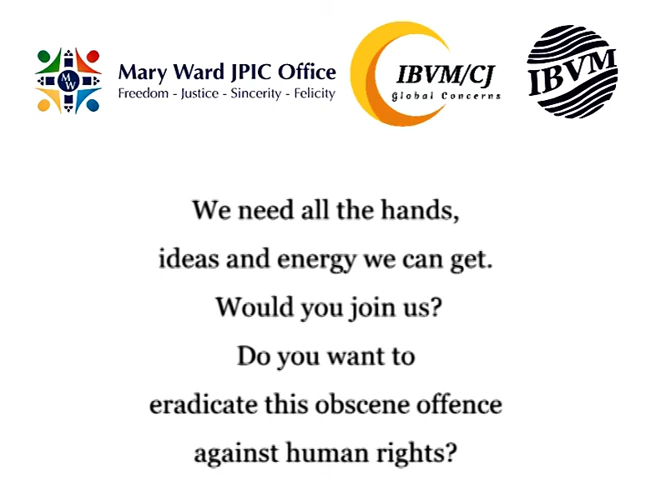 Mary Ward JPIC Office
Freedom - Justice - Sincerity - Felicity
MW
IBVM/CJ
Global Concerns
IBVM
We need all the hands,
ideas and energy we can get.
Would you join us?
Do you want to
eradicate this obscene offence
against human rights?